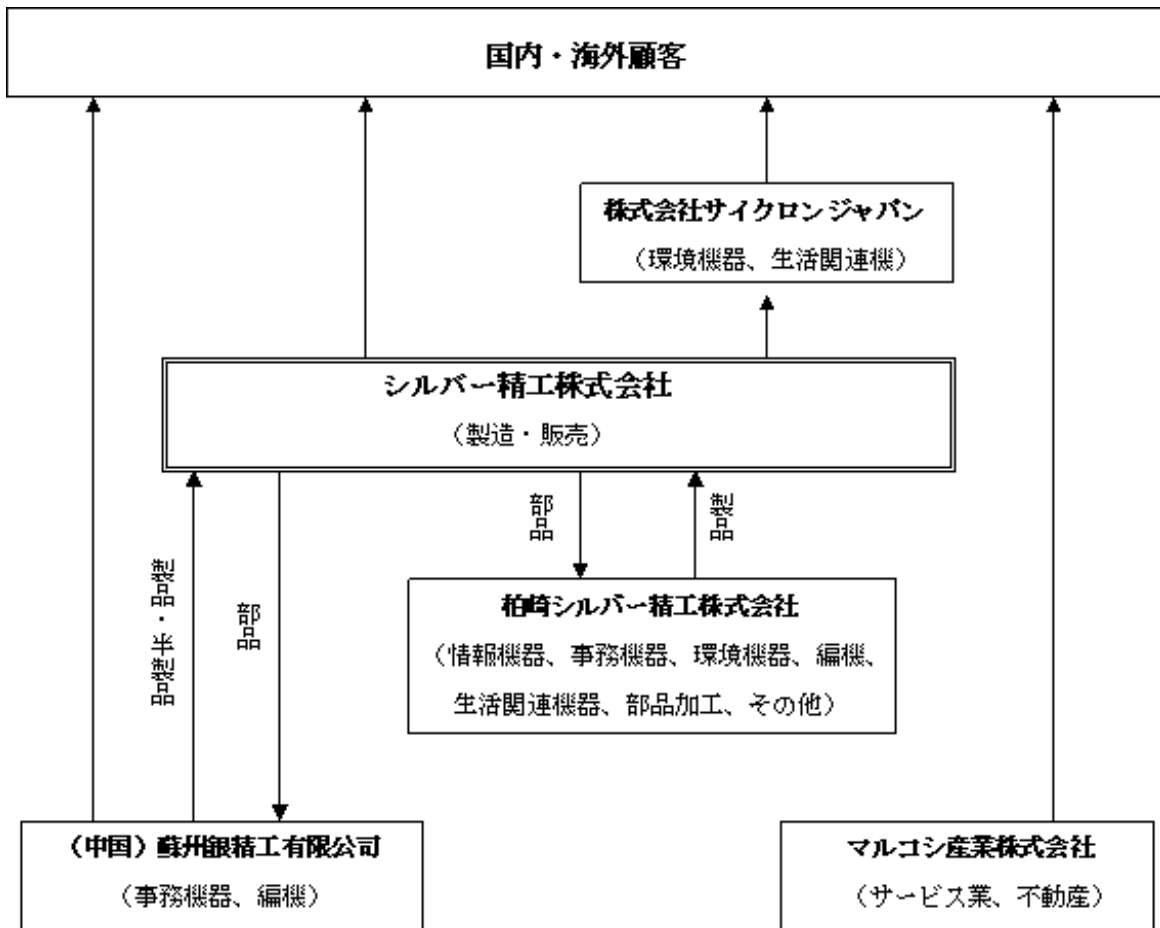 国内・海外顧客
株式会社サイクロンジャパン
（環境機器、生活関連機）
シルバー精工株式会社
（製造・販売）
製品・半製品
部品
部品
製品
柏崎シルバー精工株式会社
（情報機器、事務機器、環境機器、編機、
生活関連機器、部品加工、その他）
（中国）蘇州銀精工有限公司
（事務機器、編機）
マルコシ産業株式会社
（サービス業、不動産）